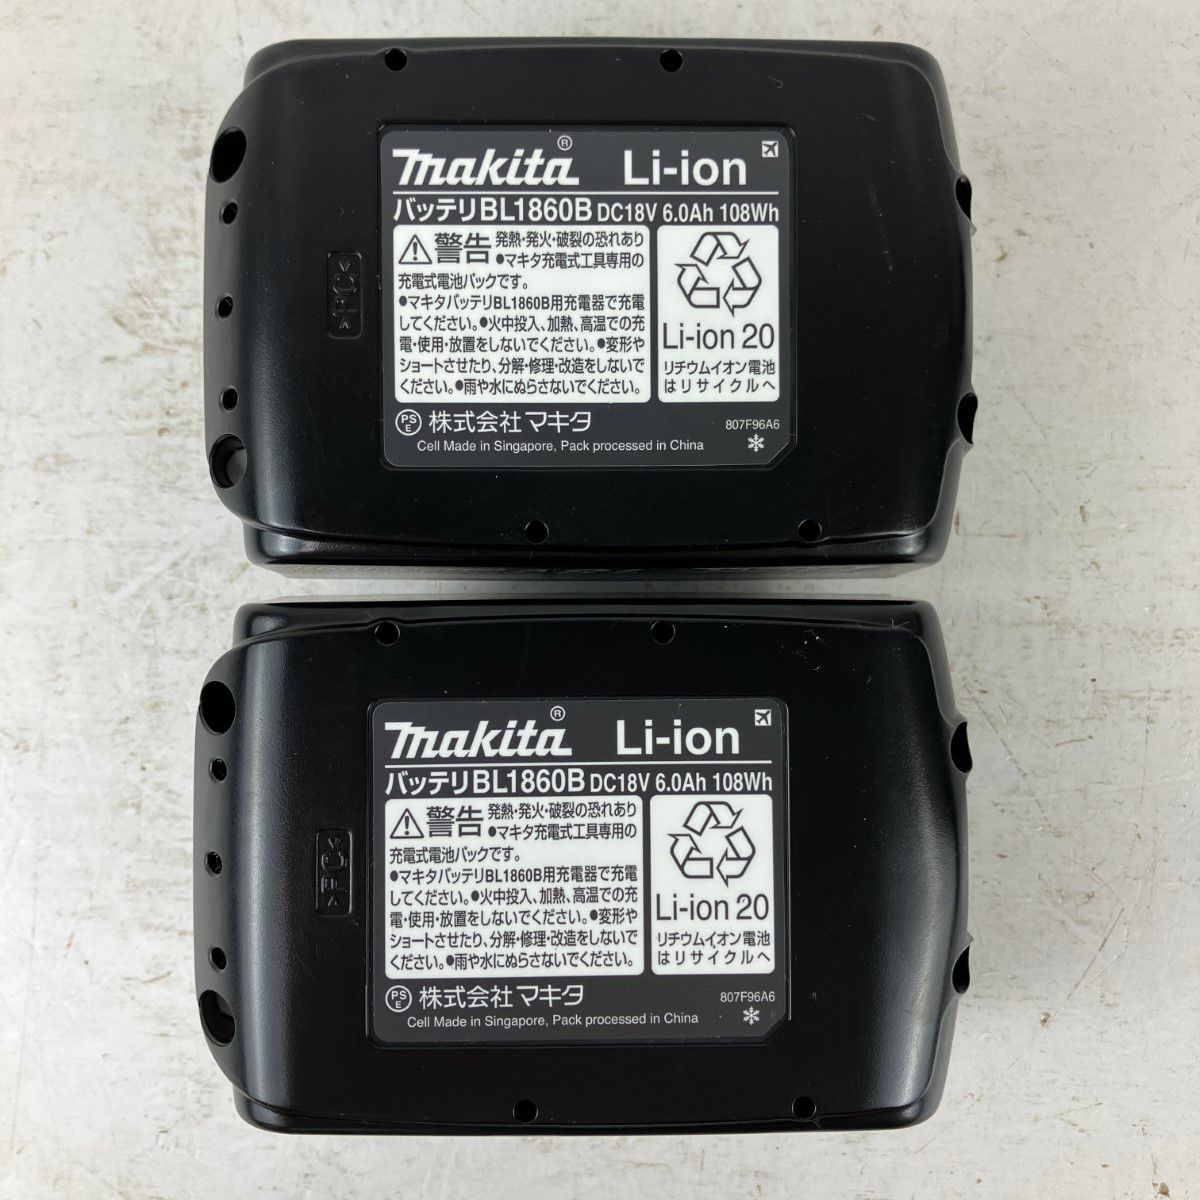 makita® Li-ion
バッテリBL1860B DC18V 6.0Ah 108Wh
警告 発熱・発火・破裂の恐れあり
●マキタ充電式工具専用の
充電式電池パックです。
●マキタバッテリBL1860B用充電器で充電
してください。●火中投入、加熱、高温での充
電・使用・放置をしないでください。●変形や
ショートさせたり、分解・修理・改造をしないで
ください。●雨や水にぬらさないでください。
Li-ion 20
リチウムイオン電池
はリサイクルへ
PSE 株式会社マキタ
807F96A6
Cell Made in Singapore, Pack processed in China
>PC<
makita® Li-ion
バッテリBL1860B DC18V 6.0Ah 108Wh
警告 発熱・発火・破裂の恐れあり
●マキタ充電式工具専用の
充電式電池パックです。
●マキタバッテリBL1860B用充電器で充電
してください。●火中投入、加熱、高温での充
電・使用・放置をしないでください。●変形や
ショートさせたり、分解・修理・改造をしないで
ください。●雨や水にぬらさないでください。
Li-ion 20
リチウムイオン電池
はリサイクルへ
PSE 株式会社マキタ
807F96A6
Cell Made in Singapore, Pack processed in China
>PC<